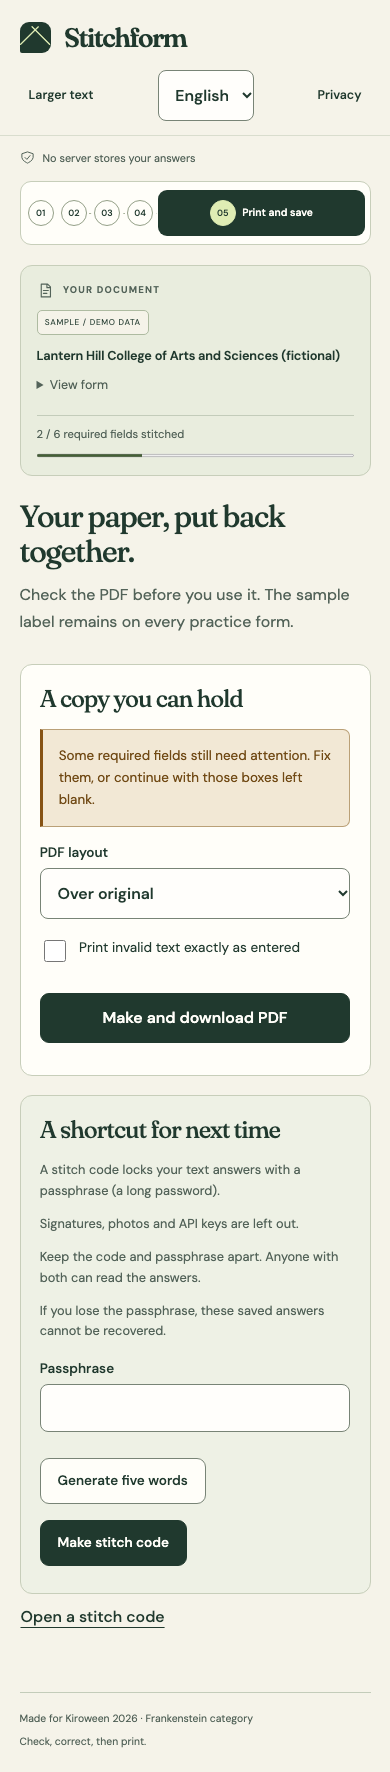 Stitchform
Larger text
English
Privacy
No server stores your answers
01 02 03 04 05 Print and save
YOUR DOCUMENT
SAMPLE / DEMO DATA
Lantern Hill College of Arts and Sciences (fictional)
View form
2 / 6 required fields stitched
Your paper, put back
together.
Check the PDF before you use it. The sample
label remains on every practice form.
A copy you can hold
Some required fields still need attention. Fix
them, or continue with those boxes left
blank.
PDF layout
Over original
Print invalid text exactly as entered
Make and download PDF
A shortcut for next time
A stitch code locks your text answers with a
passphrase (a long password).
Signatures, photos and API keys are left out.
Keep the code and passphrase apart. Anyone with
both can read the answers.
If you lose the passphrase, these saved answers
cannot be recovered.
Passphrase
Generate five words
Make stitch code
Open a stitch code
Made for Kiroween 2026 · Frankenstein category
Check, correct, then print.